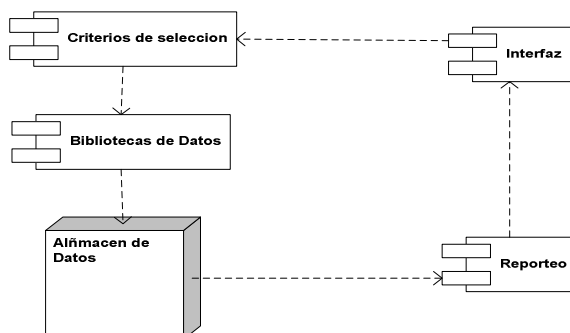 Criterios de seleccion
Interfaz
Bibliotecas de Datos
Alñmacen de
Datos
Reporteo